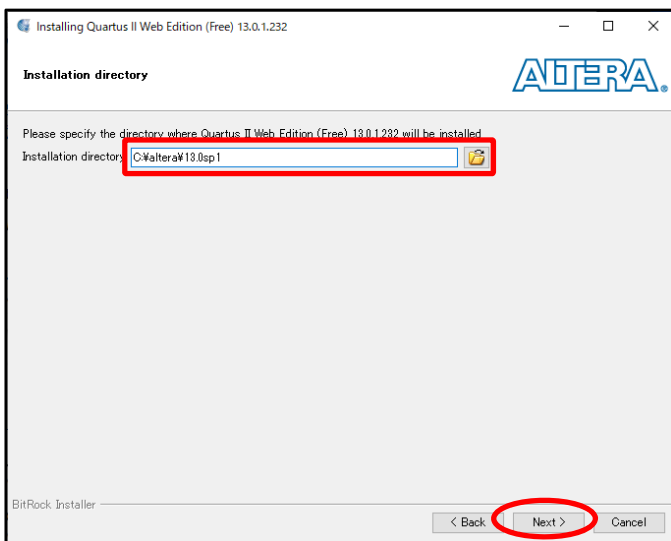 Installing Quartus II Web Edition (Free) 13.0.1.232
Installation directory
ALTERA®
Please specify the directory where Quartus II Web Edition (Free) 13.0.1.232 will be installed
Installation directory C:¥altera¥13.0sp1
BitRock Installer
< Back Next > Cancel